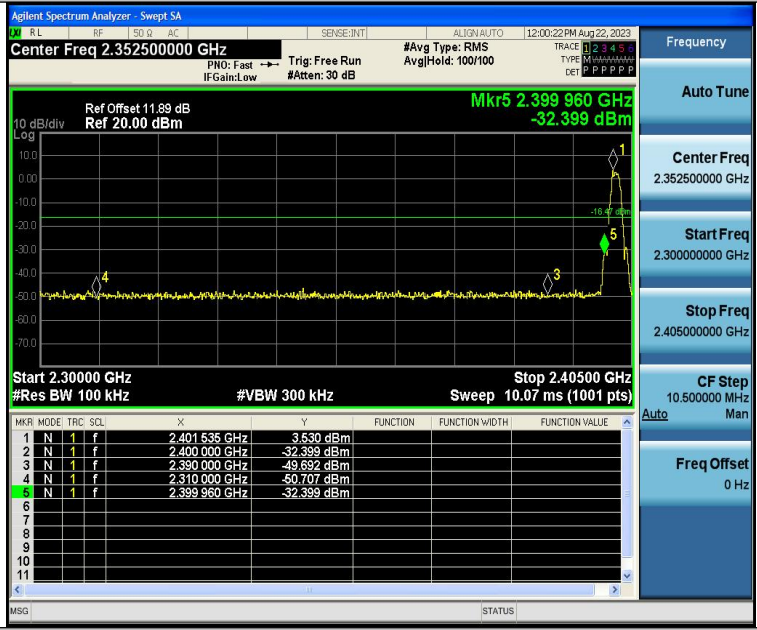 Agilent Spectrum Analyzer - Swept SA
LXI RL RF 50 Ω AC SENSE:INT ALIGN AUTO 12:00:22 PM Aug 22, 2023
Center Freq 2.352500000 GHz
#Avg Type: RMS
TRACE 1 2 3 4 5 6
PNO: Fast
Trig: Free Run
Avg|Hold: 100/100
TYPE MWWWWW
IFGain:Low
#Atten: 30 dB
DET P P P P P P
Mkr5 2.399 960 GHz
-32.399 dBm
Ref Offset 11.89 dB
10 dB/div Ref 20.00 dBm
Log
10.0
0.00
-10.0
-20.0
-30.0
-40.0
-50.0
-60.0
-70.0
1
-16.47 dBm
5
3
4
Start 2.30000 GHz Stop 2.40500 GHz
#Res BW 100 kHz #VBW 300 kHz Sweep 10.07 ms (1001 pts)
MKR MODE TRC SCL X Y FUNCTION FUNCTION WIDTH FUNCTION VALUE
1 N 1 f 2.401 535 GHz 3.530 dBm
2 N 1 f 2.400 000 GHz -32.399 dBm
3 N 1 f 2.390 000 GHz -49.692 dBm
4 N 1 f 2.310 000 GHz -50.707 dBm
5 N 1 f 2.399 960 GHz -32.399 dBm
6
7
8
9
10
11
MSG STATUS
Frequency
Auto Tune
Center Freq
2.352500000 GHz
Start Freq
2.300000000 GHz
Stop Freq
2.405000000 GHz
CF Step
10.500000 MHz
Auto Man
Freq Offset
0 Hz